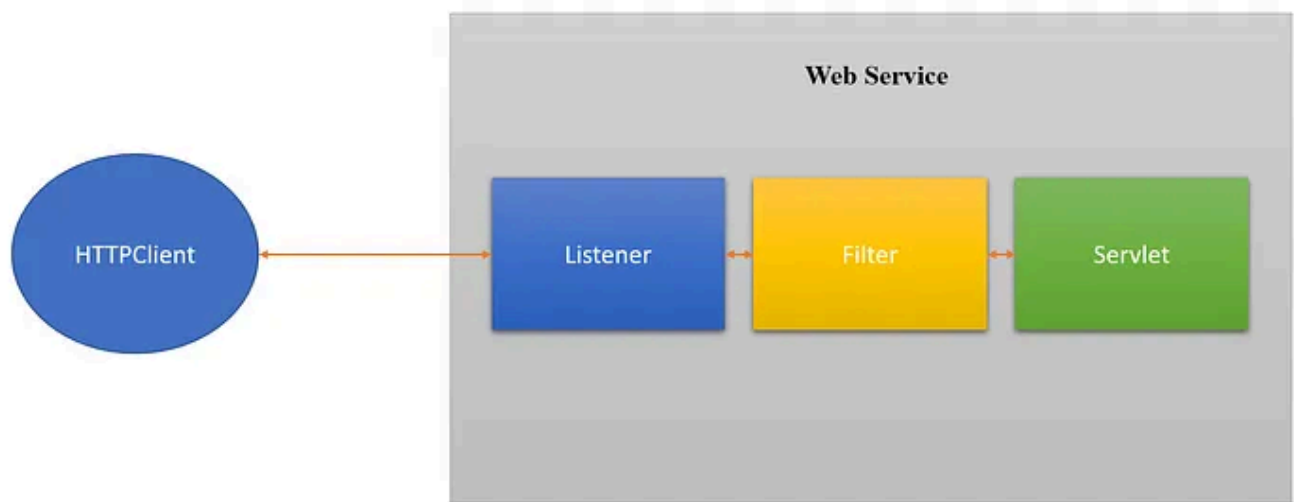 Web Service
HTTPClient
Listener
Filter
Servlet